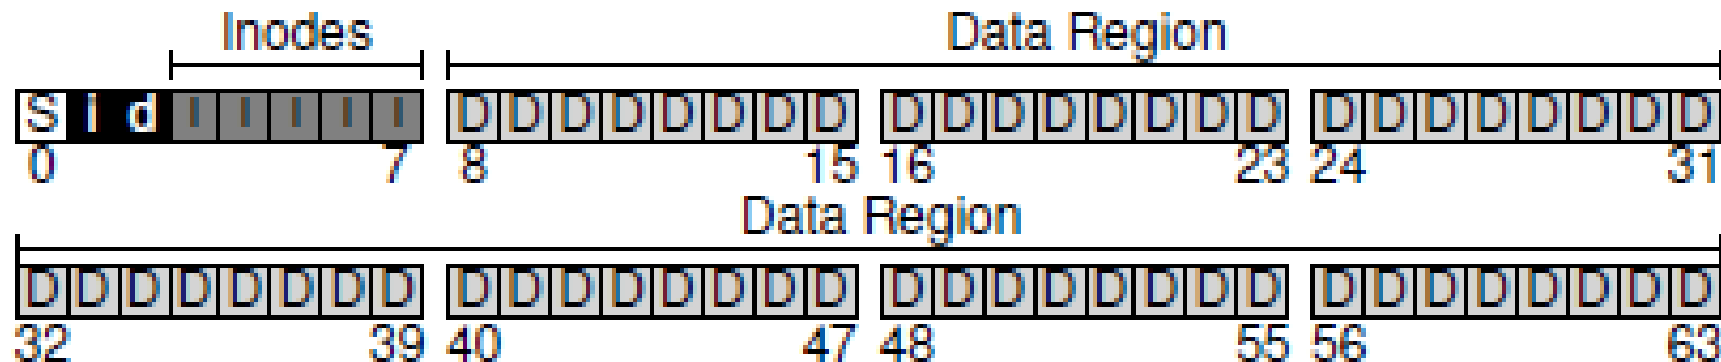 Inodes Data Region
S i d I I I I I D D D D D D D D D D D D D D D D D D D D D D D D
0 7 8 15 16 23 24 31
Data Region
D D D D D D D D D D D D D D D D D D D D D D D D D D D D D D D D
32 39 40 47 48 55 56 63